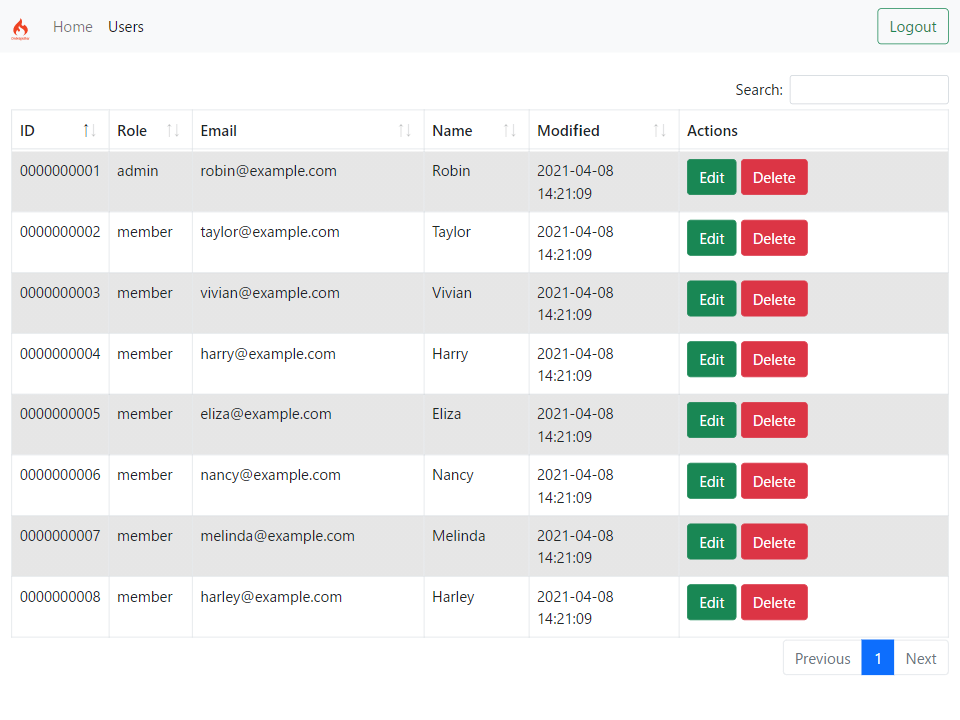 Home Users Logout
Search:
ID Role Email Name Modified Actions
0000000001 admin robin@example.com Robin 2021-04-08 Edit Delete
14:21:09
0000000002 member taylor@example.com Taylor 2021-04-08 Edit Delete
14:21:09
0000000003 member vivian@example.com Vivian 2021-04-08 Edit Delete
14:21:09
0000000004 member harry@example.com Harry 2021-04-08 Edit Delete
14:21:09
0000000005 member eliza@example.com Eliza 2021-04-08 Edit Delete
14:21:09
0000000006 member nancy@example.com Nancy 2021-04-08 Edit Delete
14:21:09
0000000007 member melinda@example.com Melinda 2021-04-08 Edit Delete
14:21:09
0000000008 member harley@example.com Harley 2021-04-08 Edit Delete
14:21:09
Previous 1 Next